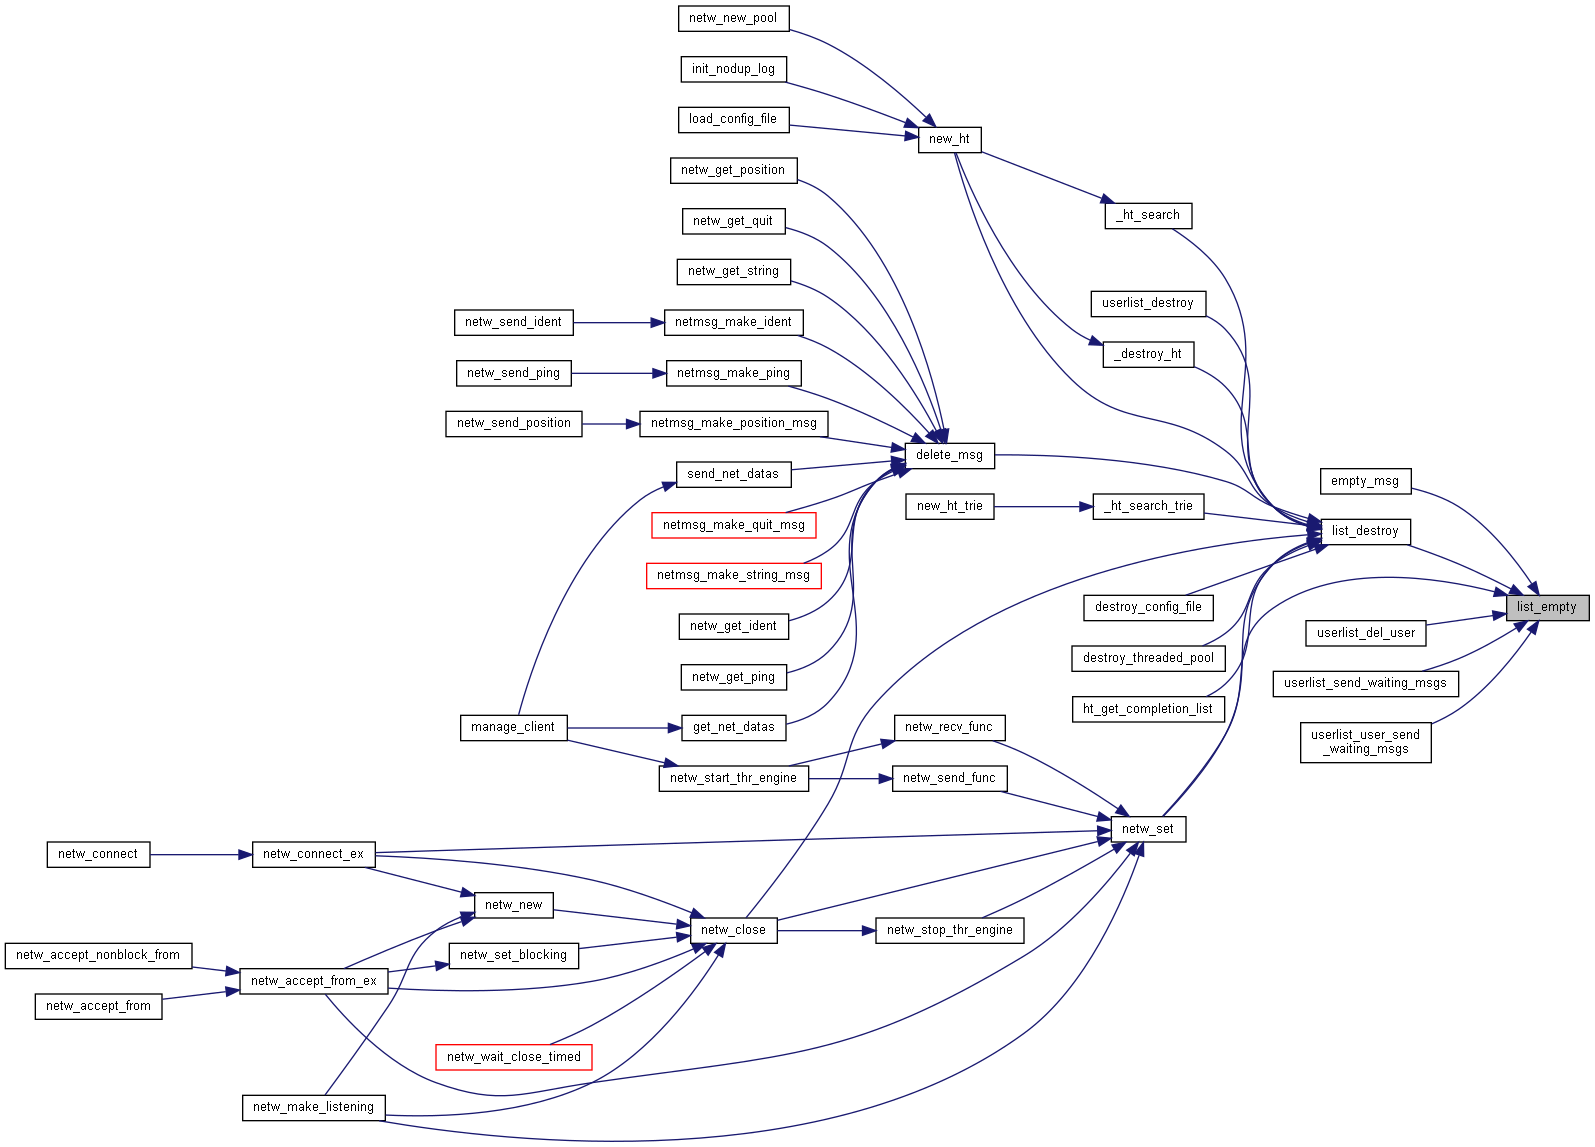 netw_new_pool
init_nodup_log
load_config_file
new_ht
netw_get_position
_ht_search
netw_get_quit
netw_get_string
userlist_destroy
netw_send_ident
netmsg_make_ident
_destroy_ht
netw_send_ping
netmsg_make_ping
netw_send_position
netmsg_make_position_msg
delete_msg
send_net_datas
empty_msg
new_ht_trie
_ht_search_trie
netmsg_make_quit_msg
list_destroy
netmsg_make_string_msg
destroy_config_file
list_empty
netw_get_ident
userlist_del_user
destroy_threaded_pool
netw_get_ping
userlist_send_waiting_msgs
ht_get_completion_list
manage_client
get_net_datas
netw_recv_func
userlist_user_send
_waiting_msgs
netw_start_thr_engine
netw_send_func
netw_set
netw_connect
netw_connect_ex
netw_new
netw_close
netw_stop_thr_engine
netw_accept_nonblock_from
netw_set_blocking
netw_accept_from_ex
netw_accept_from
netw_wait_close_timed
netw_make_listening